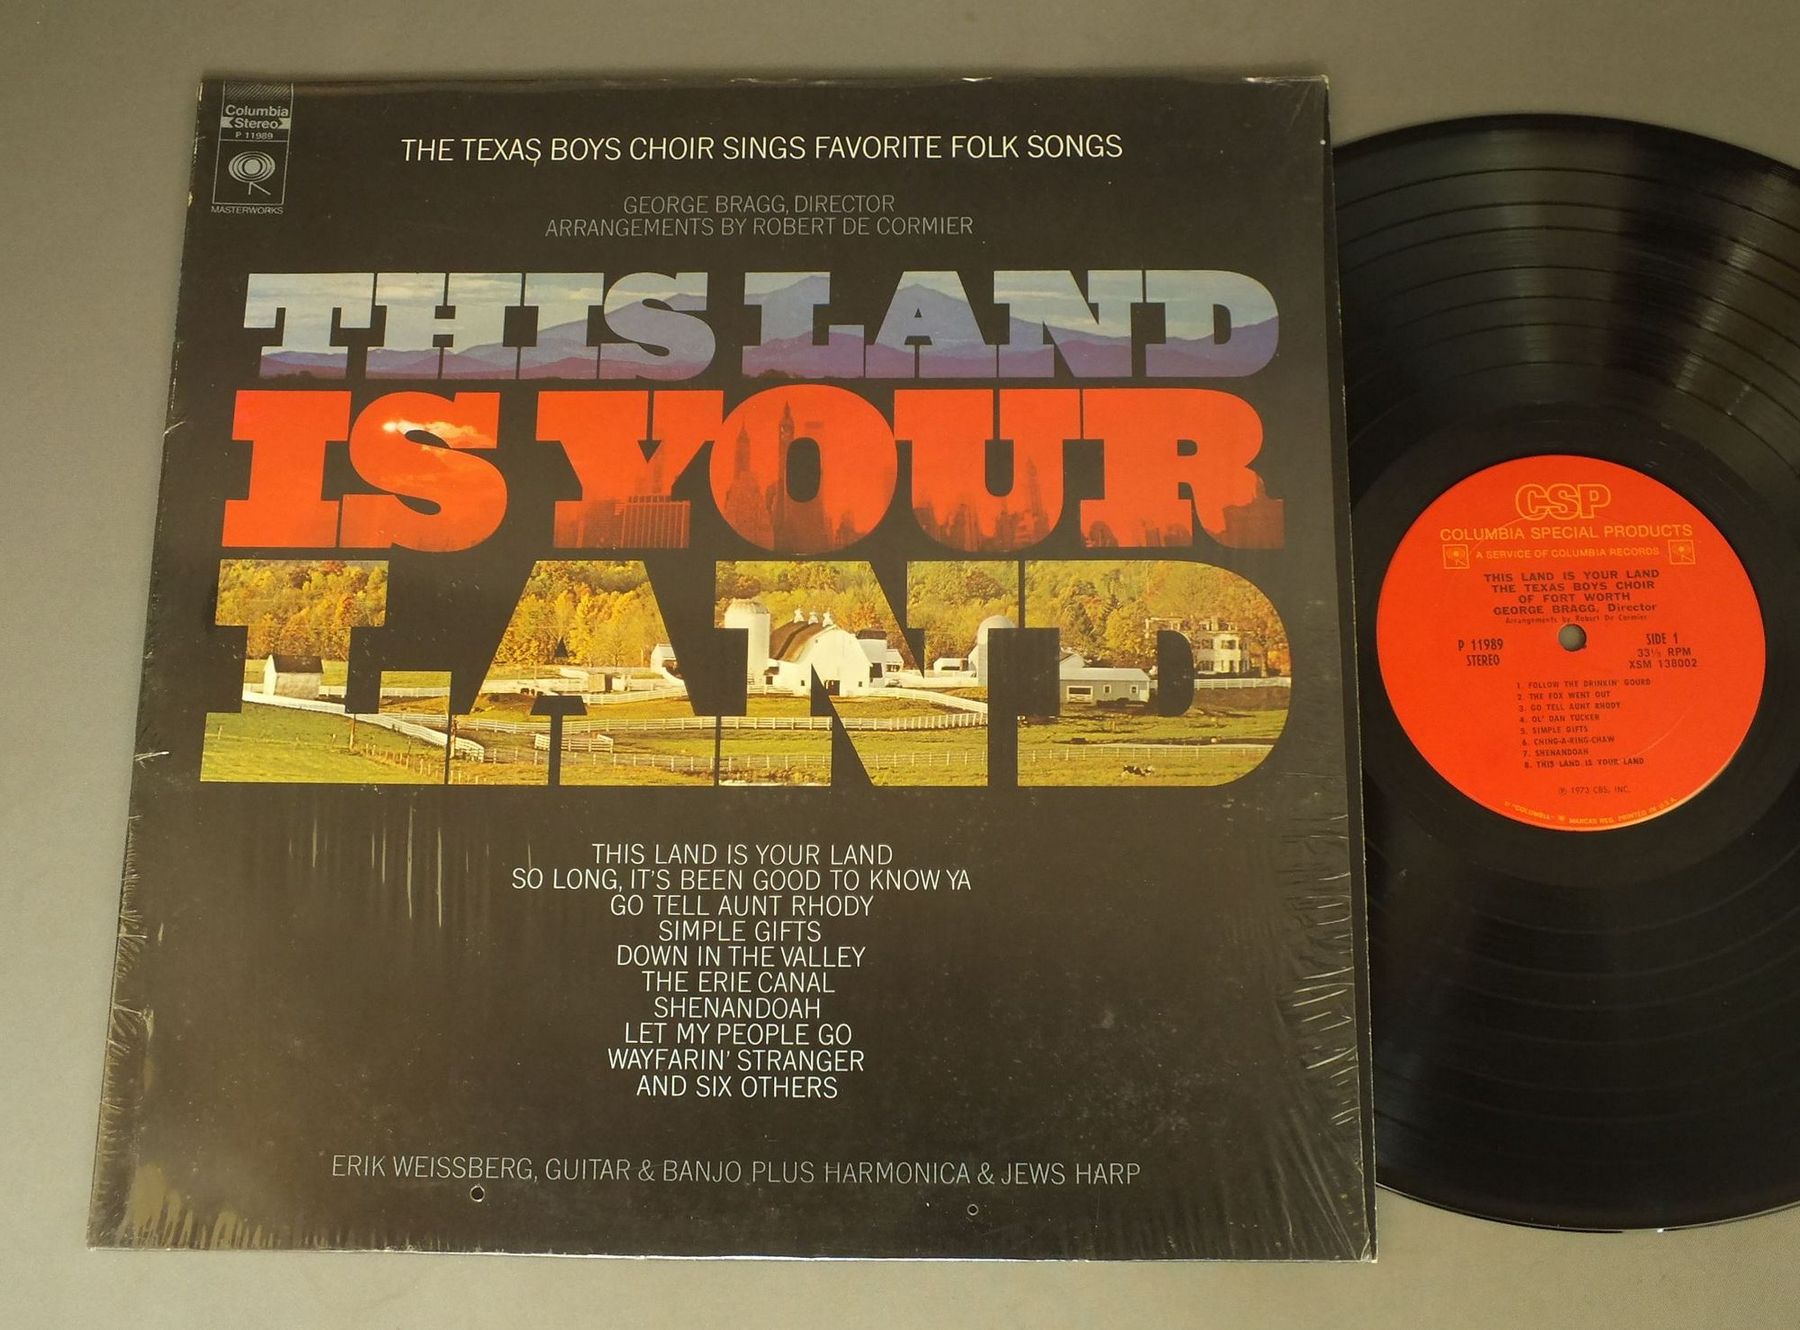 Columbia
Stereo
P 11989
MASTERWORKS
THE TEXAS BOYS CHOIR SINGS FAVORITE FOLK SONGS
GEORGE BRAGG, DIRECTOR
ARRANGEMENTS BY ROBERT DE CORMIER
THIS LAND
IS YOUR
LAND
THIS LAND IS YOUR LAND
SO LONG, IT'S BEEN GOOD TO KNOW YA
GO TELL AUNT RHODY
SIMPLE GIFTS
DOWN IN THE VALLEY
THE ERIE CANAL
SHENANDOAH
LET MY PEOPLE GO
WAYFARIN' STRANGER
AND SIX OTHERS
ERIK WEISSBERG, GUITAR & BANJO PLUS HARMONICA & JEWS HARP
CSP
COLUMBIA SPECIAL PRODUCTS
A SERVICE OF COLUMBIA RECORDS
THIS LAND IS YOUR LAND
THE TEXAS BOYS CHOIR
OF FORT WORTH
GEORGE BRAGG, Director
Arrangements by Robert De Cormier
P 11989
STEREO
SIDE 1
33⅓ RPM
XSM 138002
1. FOLLOW THE DRINKIN' GOURD
2. THE FOX WENT OUT
3. GO TELL AUNT RHODY
4. OL' DAN TUCKER
5. SIMPLE GIFTS
6. CHING-A-RING-CHAW
7. SHENANDOAH
8. THIS LAND IS YOUR LAND
℗ 1973 CBS, INC.
® "COLUMBIA" MARCAS REG. PRINTED IN U.S.A.